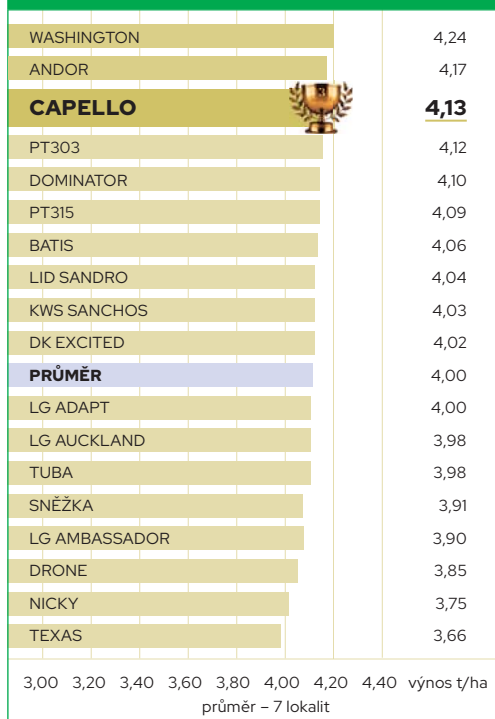 WASHINGTON 4,24
ANDOR 4,17
CAPELLO 4,13
PT303 4,12
DOMINATOR 4,10
PT315 4,09
BATIS 4,06
LID SANDRO 4,04
KWS SANCHOS 4,03
DK EXCITED 4,02
PRŮMĚR 4,00
LG ADAPT 4,00
LG AUCKLAND 3,98
TUBA 3,98
SNĚŽKA 3,91
LG AMBASSADOR 3,90
DRONE 3,85
NICKY 3,75
TEXAS 3,66
3,00 3,20 3,40 3,60 3,80 4,00 4,20 4,40 výnos t/ha
průměr – 7 lokalit